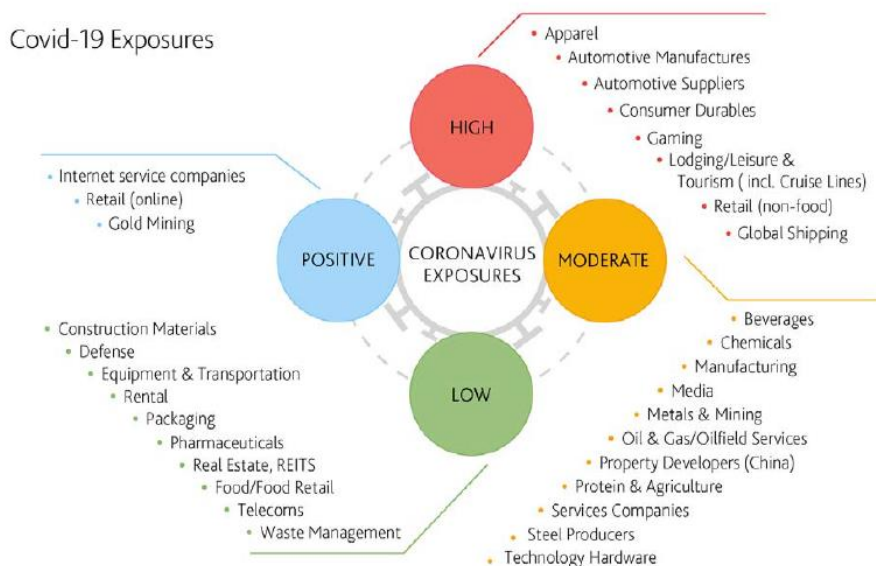 Covid-19 Exposures
HIGH
• Apparel
• Automotive Manufactures
• Automotive Suppliers
• Consumer Durables
• Gaming
• Lodging/Leisure &
Tourism ( incl. Cruise Lines)
• Retail (non-food)
• Global Shipping
• Internet service companies
• Retail (online)
• Gold Mining
POSITIVE
CORONAVIRUS
EXPOSURES
MODERATE
• Beverages
• Chemicals
• Manufacturing
• Media
• Metals & Mining
• Oil & Gas/Oilfield Services
• Property Developers (China)
• Protein & Agriculture
• Services Companies
• Steel Producers
• Technology Hardware
LOW
• Construction Materials
• Defense
• Equipment & Transportation
• Rental
• Packaging
• Pharmaceuticals
• Real Estate, REITS
• Food/Food Retail
• Telecoms
• Waste Management